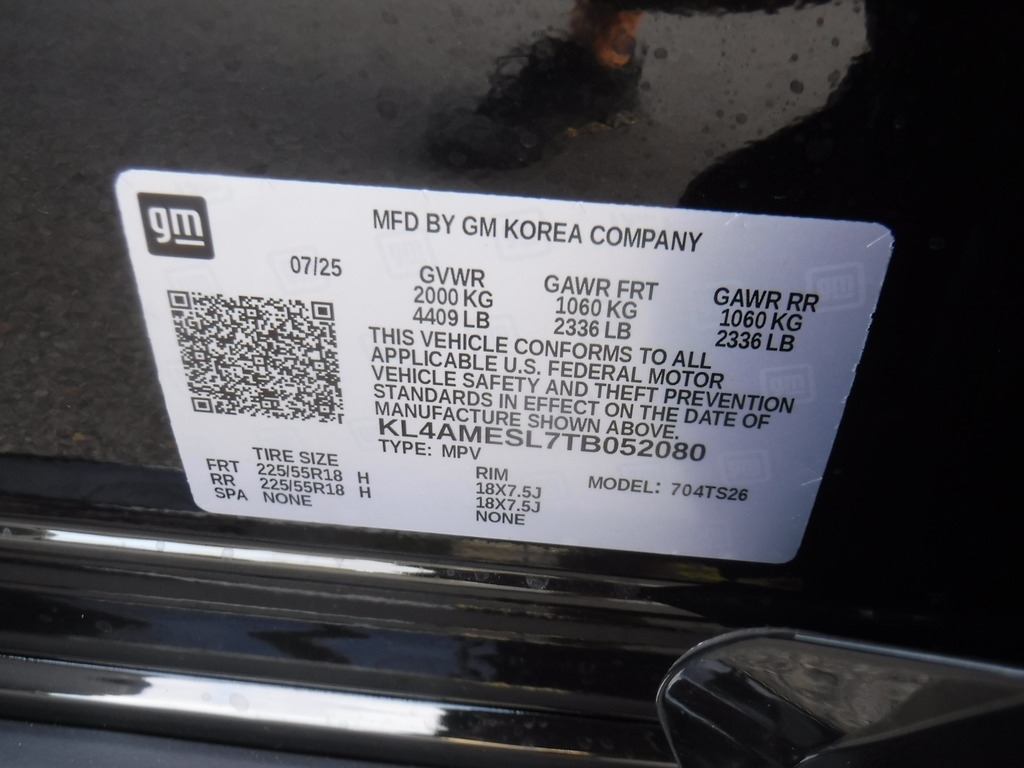 gm
MFD BY GM KOREA COMPANY
07/25
GVWR
2000 KG
4409 LB
GAWR FRT
1060 KG
2336 LB
GAWR RR
1060 KG
2336 LB
THIS VEHICLE CONFORMS TO ALL
APPLICABLE U.S. FEDERAL MOTOR
VEHICLE SAFETY AND THEFT PREVENTION
STANDARDS IN EFFECT ON THE DATE OF
MANUFACTURE SHOWN ABOVE.
KL4AMESL7TB052080
TYPE: MPV
TIRE SIZE
FRT 225/55R18 H
RR 225/55R18 H
SPA NONE
RIM
18X7.5J
18X7.5J
NONE
MODEL: 704TS26